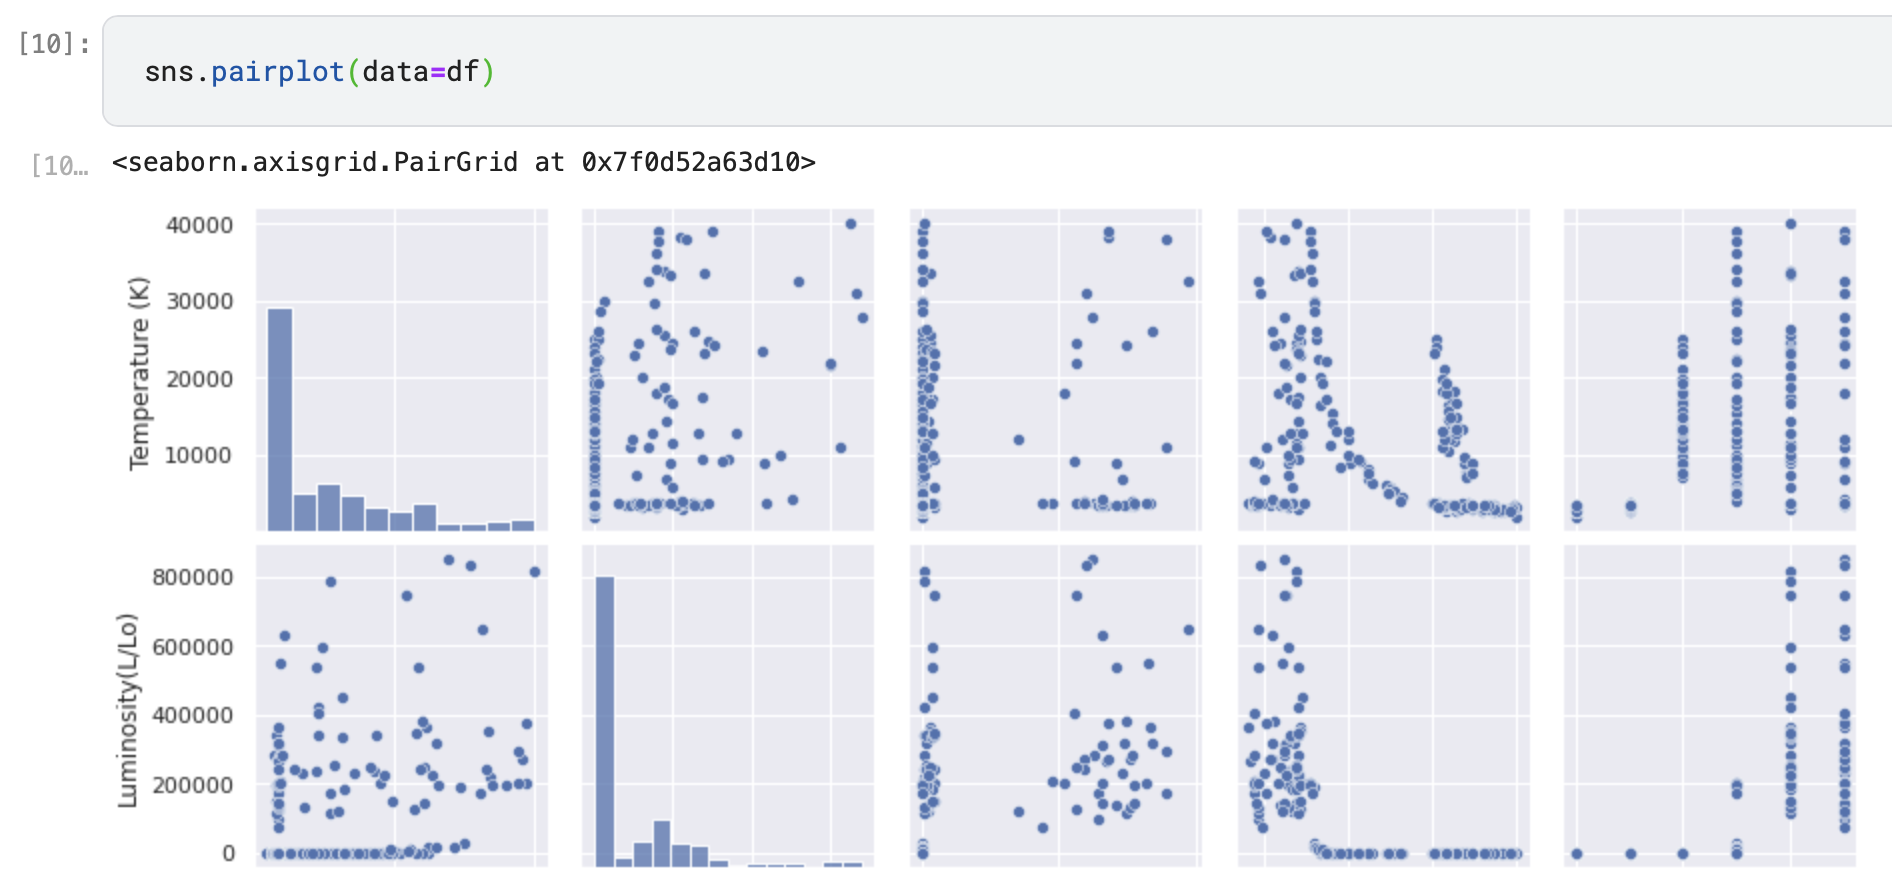 [10]:
sns.pairplot(data=df)
[10…
<seaborn.axisgrid.PairGrid at 0x7f0d52a63d10>
40000
30000
20000
10000
Temperature (K)
800000
600000
400000
200000
0
Luminosity(L/Lo)